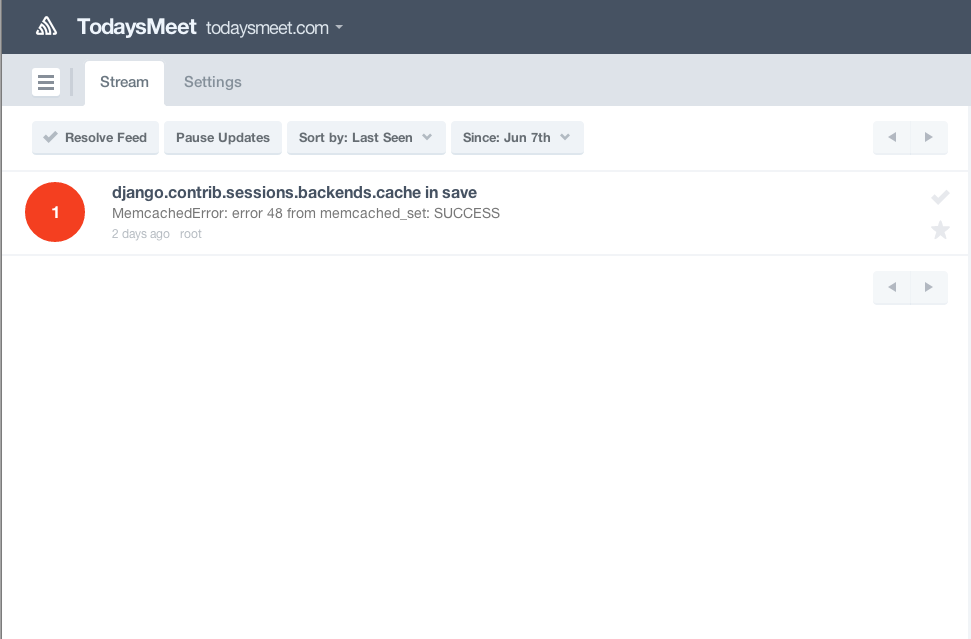 TodaysMeet todaysmeet.com
Stream Settings
Resolve Feed Pause Updates Sort by: Last Seen Since: Jun 7th
1
django.contrib.sessions.backends.cache in save
MemcachedError: error 48 from memcached_set: SUCCESS
2 days ago root